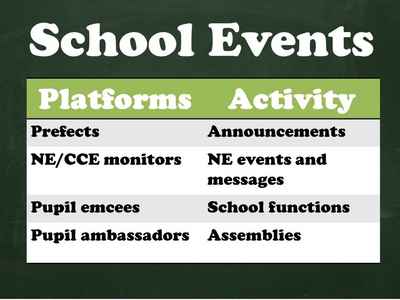 School Events
Platforms Activity
Prefects Announcements
NE/CCE monitors NE events and
messages
Pupil emcees School functions
Pupil ambassadors Assemblies